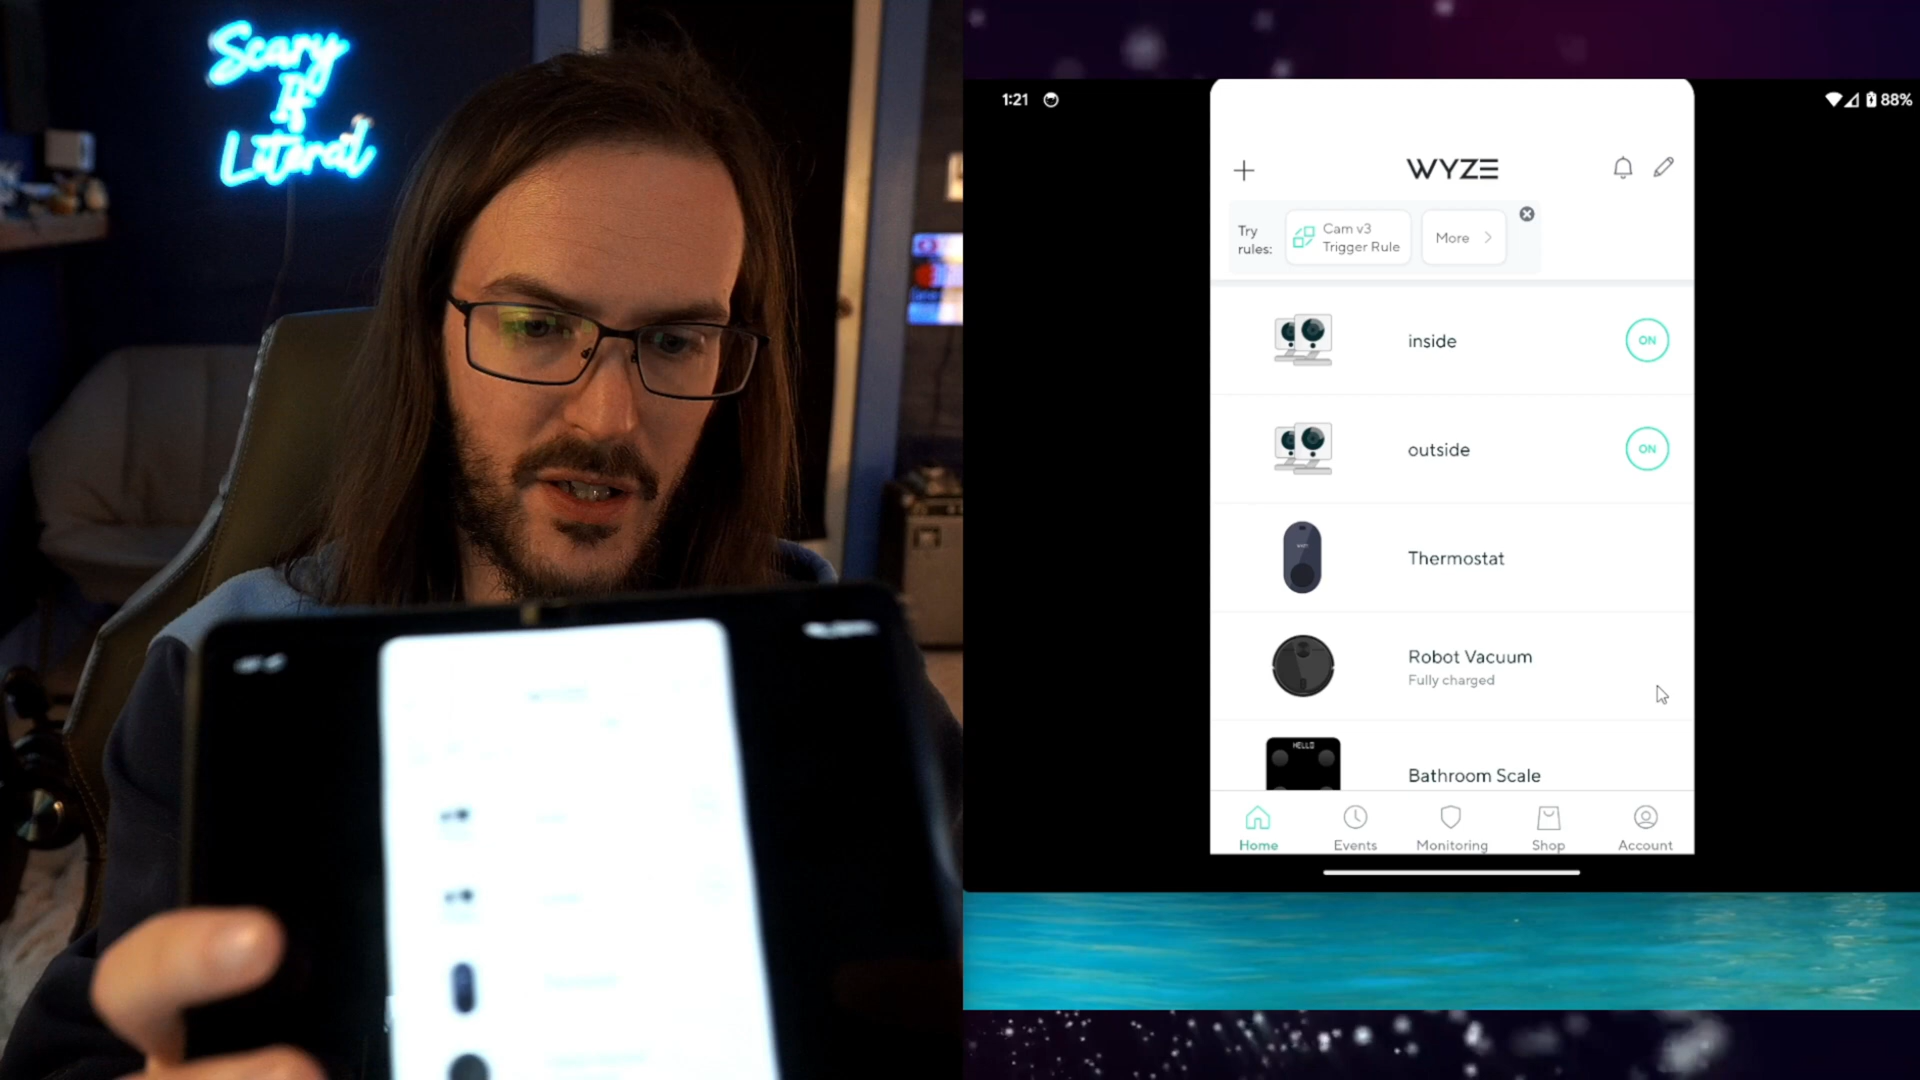 Scary
If
Literal
1:21
88%
WYZE
Try
rules:
Cam v3
Trigger Rule
More
inside
ON
outside
ON
Thermostat
Robot Vacuum
Fully charged
HELLO
Bathroom Scale
Home
Events
Monitoring
Shop
Account